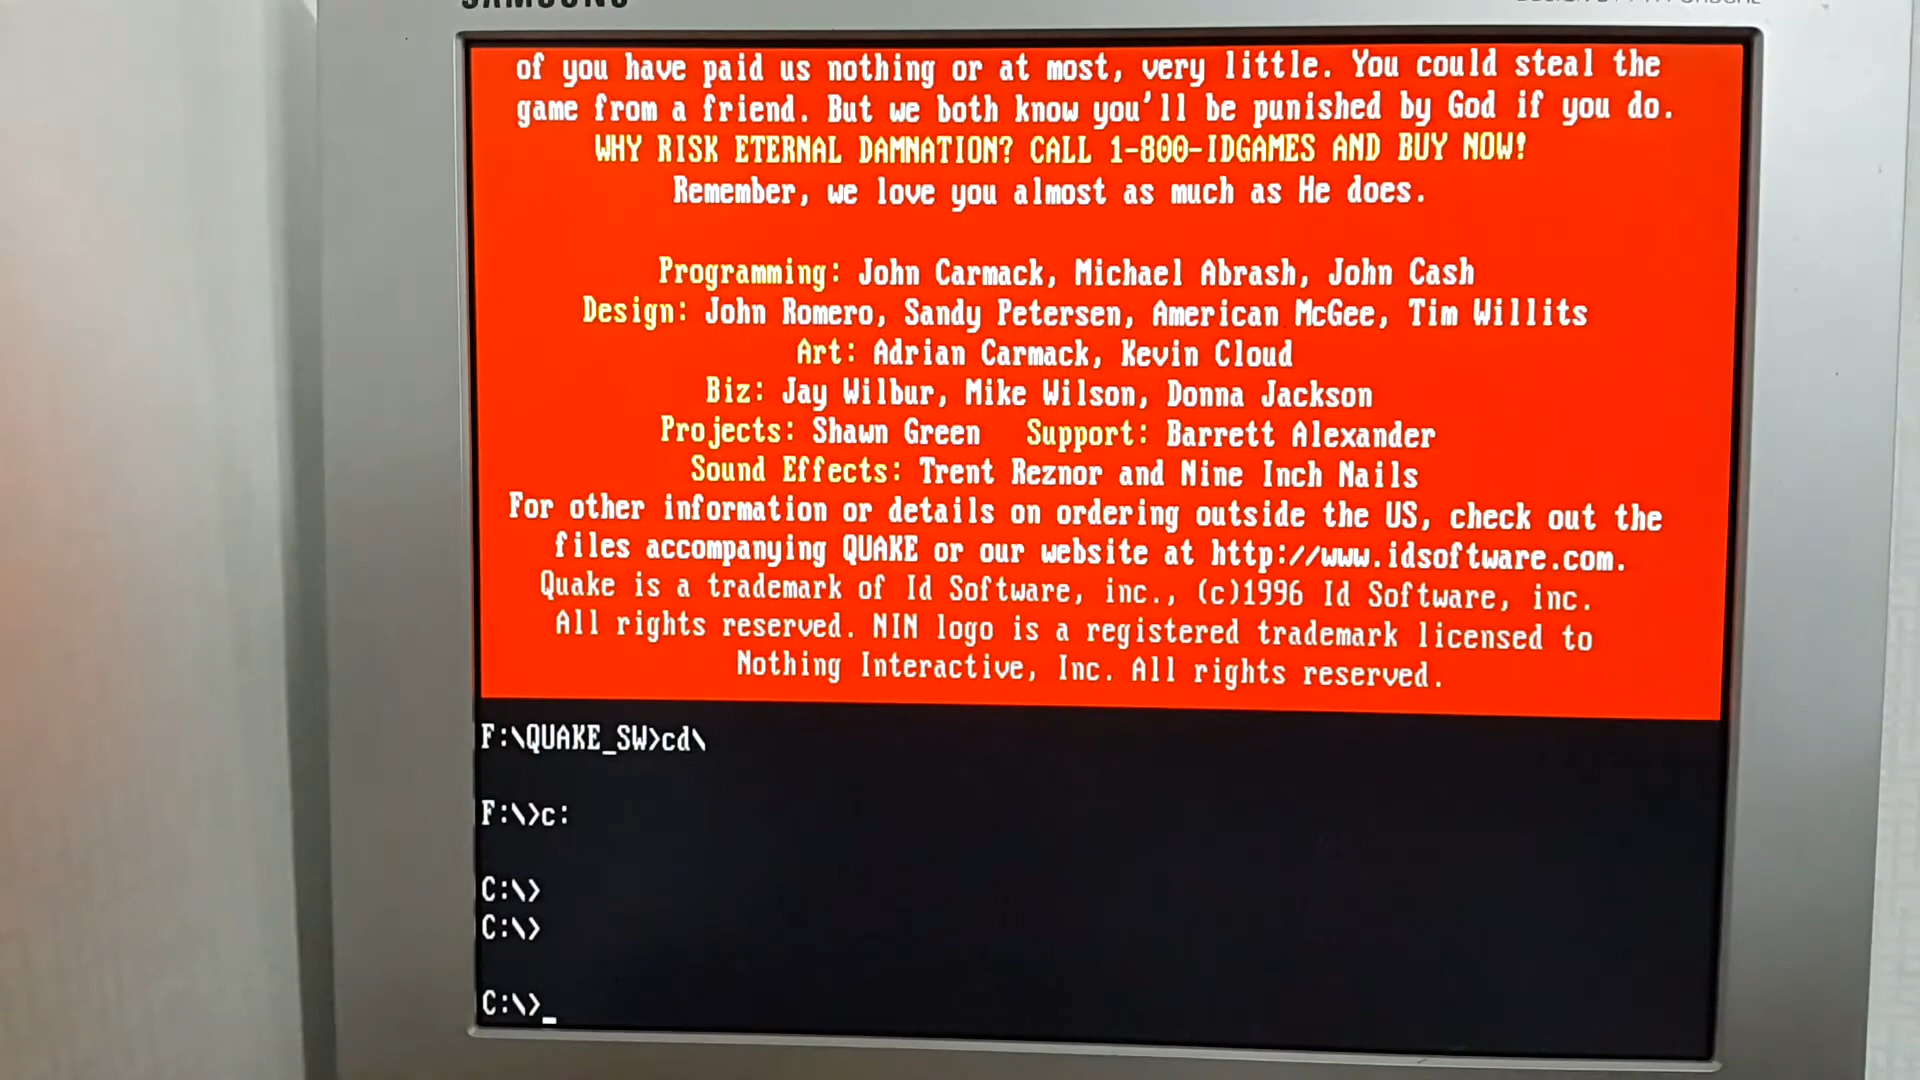 SAMSUNG
of you have paid us nothing or at most, very little. You could steal the
game from a friend. But we both know you'll be punished by God if you do.
WHY RISK ETERNAL DAMNATION? CALL 1-800-IDGAMES AND BUY NOW!
Remember, we love you almost as much as He does.
Programming: John Carmack, Michael Abrash, John Cash
Design: John Romero, Sandy Petersen, American McGee, Tim Willits
Art: Adrian Carmack, Kevin Cloud
Biz: Jay Wilbur, Mike Wilson, Donna Jackson
Projects: Shawn Green   Support: Barrett Alexander
Sound Effects: Trent Reznor and Nine Inch Nails
For other information or details on ordering outside the US, check out the
files accompanying QUAKE or our website at http://www.idsoftware.com.
Quake is a trademark of Id Software, inc., (c)1996 Id Software, inc.
All rights reserved. NIN logo is a registered trademark licensed to
Nothing Interactive, Inc. All rights reserved.
F:\QUAKE_SW>cd\
F:\>c:
C:\>
C:\>
C:\>_